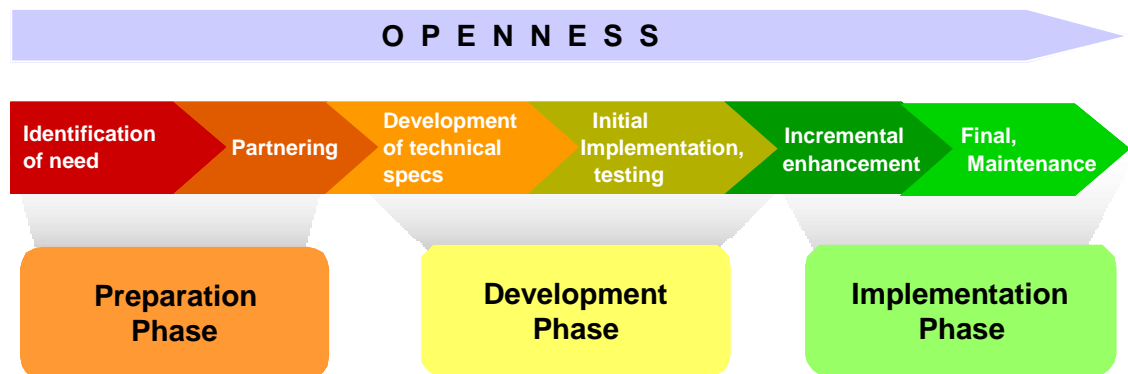 O P E N N E S S
Identification
of need
Partnering
Development
of technical
specs
Initial
Implementation,
testing
Incremental
enhancement
Final,
Maintenance
Preparation
Phase
Development
Phase
Implementation
Phase